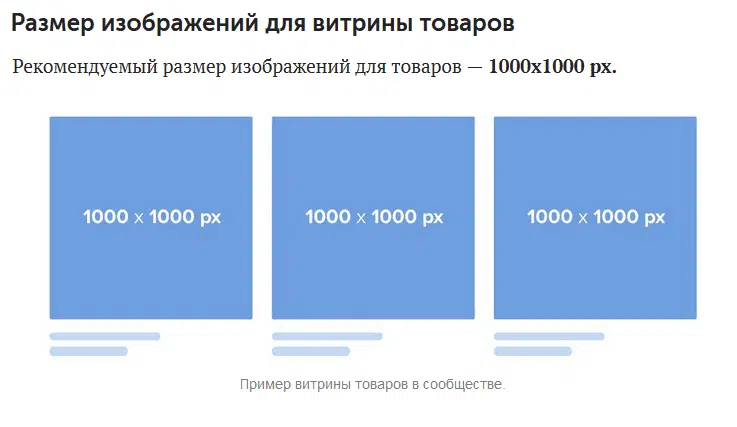 Размер изображений для витрины товаров
Рекомендуемый размер изображений для товаров — 1000x1000 px.
1000 x 1000 px
1000 x 1000 px
1000 x 1000 px
Пример витрины товаров в сообществе.